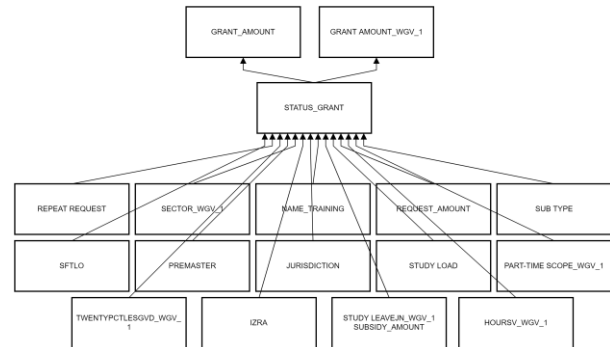 GRANT_AMOUNT
GRANT AMOUNT_WGV_1
STATUS_GRANT
REPEAT REQUEST
SECTOR_WGV_1
NAME_TRAINING
REQUEST_AMOUNT
SUB TYPE
SFTLO
PREMASTER
JURISDICTION
STUDY LOAD
PART-TIME SCOPE_WGV_1
TWENTYPCTLESGVD_WGV_
1
IZRA
STUDY LEAVEJN_WGV_1
SUBSIDY_AMOUNT
HOURSV_WGV_1